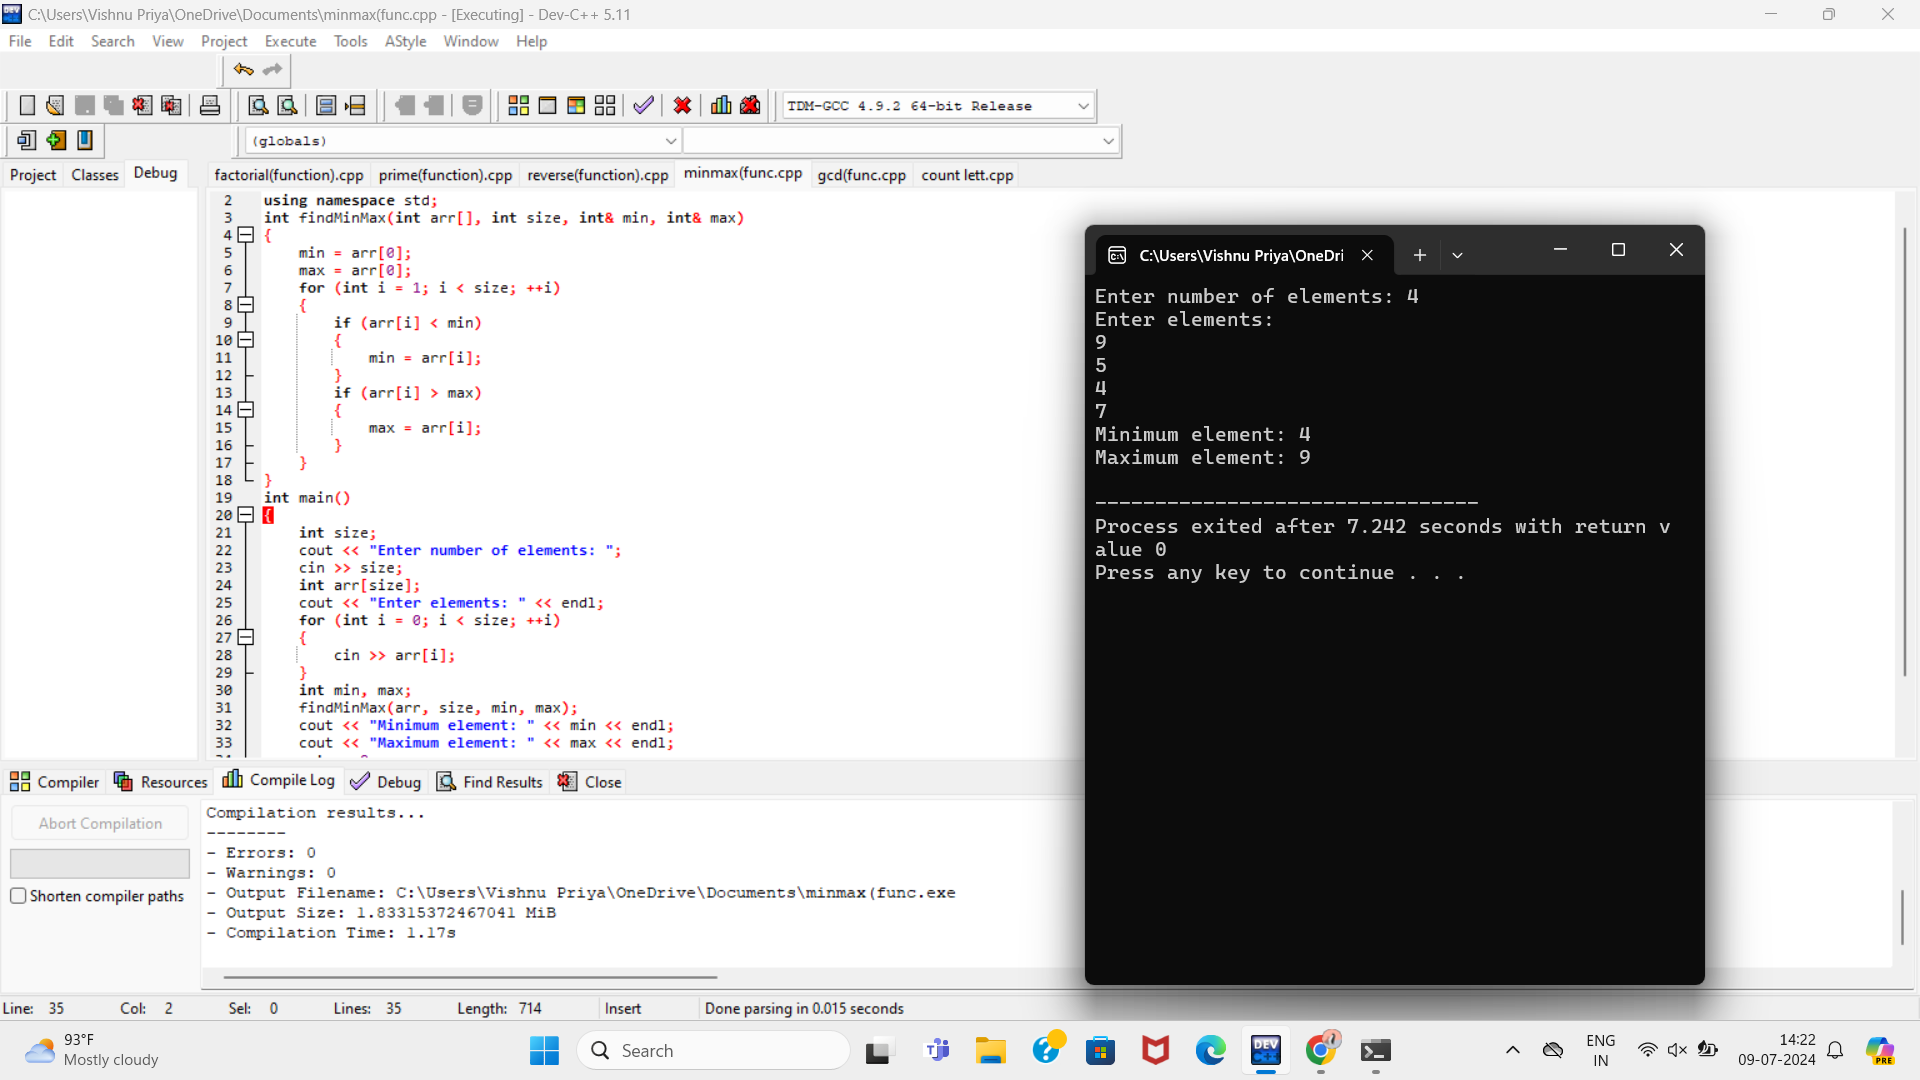 C:\Users\Vishnu Priya\OneDrive\Documents\minmax(func.cpp - [Executing] - Dev-C++ 5.11
File Edit Search View Project Execute Tools AStyle Window Help
TDM-GCC 4.9.2 64-bit Release
(globals)
Project Classes Debug
factorial(function).cpp prime(function).cpp reverse(function).cpp minmax(func.cpp gcd(func.cpp count lett.cpp
2 using namespace std;
3 int findMinMax(int arr[], int size, int& min, int& max)
4 {
5 min = arr[0];
6 max = arr[0];
7 for (int i = 1; i < size; ++i)
8 {
9 if (arr[i] < min)
10 {
11 min = arr[i];
12 }
13 if (arr[i] > max)
14 {
15 max = arr[i];
16 }
17 }
18 }
19 int main()
20 {
21 int size;
22 cout << "Enter number of elements: ";
23 cin >> size;
24 int arr[size];
25 cout << "Enter elements: " << endl;
26 for (int i = 0; i < size; ++i)
27 {
28 cin >> arr[i];
29 }
30 int min, max;
31 findMinMax(arr, size, min, max);
32 cout << "Minimum element: " << min << endl;
33 cout << "Maximum element: " << max << endl;
C:\Users\Vishnu Priya\OneDri
Enter number of elements: 4
Enter elements:
9
5
4
7
Minimum element: 4
Maximum element: 9
--------------------------------
Process exited after 7.242 seconds with return v
alue 0
Press any key to continue . . .
Compiler Resources Compile Log Debug Find Results Close
Abort Compilation
Shorten compiler paths
Compilation results...
--------
- Errors: 0
- Warnings: 0
- Output Filename: C:\Users\Vishnu Priya\OneDrive\Documents\minmax(func.exe
- Output Size: 1.83315372467041 MiB
- Compilation Time: 1.17s
Line: 35 Col: 2 Sel: 0 Lines: 35 Length: 714 Insert Done parsing in 0.015 seconds
93°F
Mostly cloudy
Search
DEV
C++
ENG
IN
14:22
09-07-2024
PRE